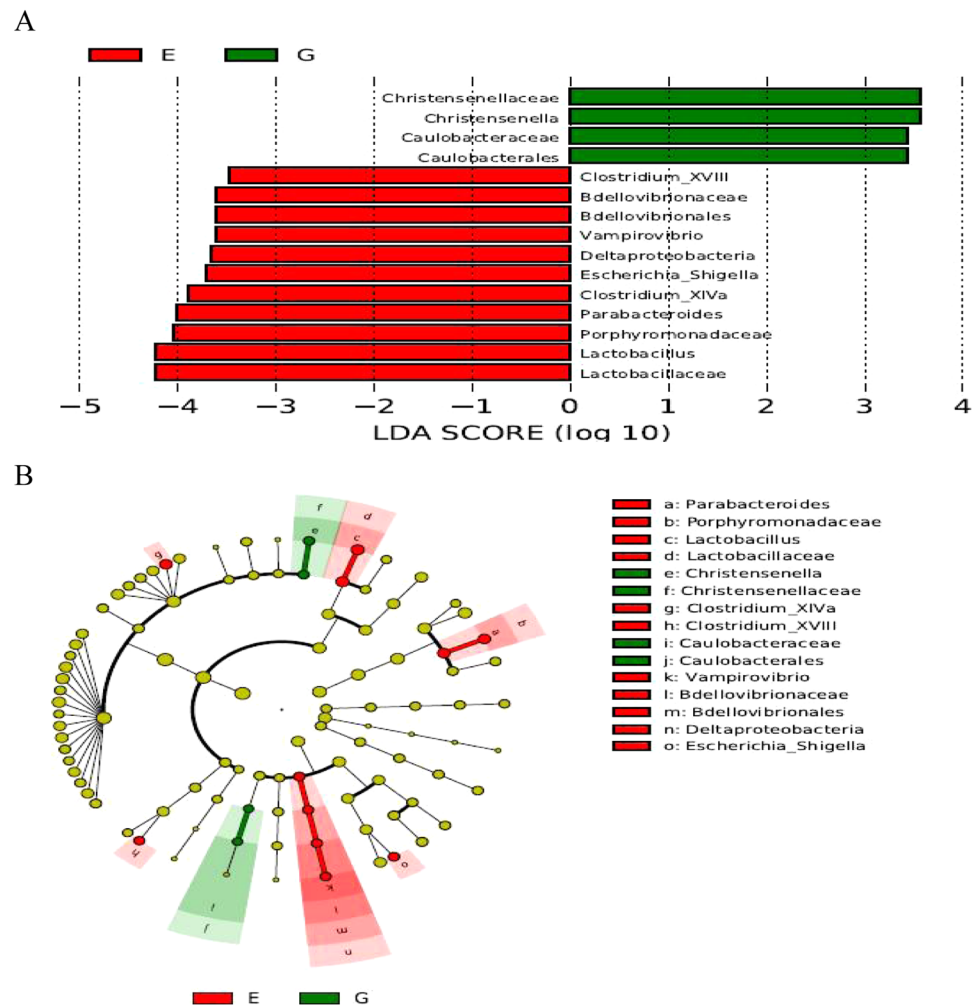 A
E G
Christensenellaceae
Christensenella
Caulobacteraceae
Caulobacterales
Clostridium_XVIII
Bdellovibrionaceae
Bdellovibrionales
Vampirovibrio
Deltaproteobacteria
Escherichia_Shigella
Clostridium_XIVa
Parabacteroides
Porphyromonadaceae
Lactobacillus
Lactobacillaceae
−5 −4 −3 −2 −1 0 1 2 3 4
LDA SCORE (log 10)
B
f d
e c
g
a b
h
o
k
i l
j m
n
a: Parabacteroides
b: Porphyromonadaceae
c: Lactobacillus
d: Lactobacillaceae
e: Christensenella
f: Christensenellaceae
g: Clostridium_XIVa
h: Clostridium_XVIII
i: Caulobacteraceae
j: Caulobacterales
k: Vampirovibrio
l: Bdellovibrionaceae
m: Bdellovibrionales
n: Deltaproteobacteria
o: Escherichia_Shigella
E G